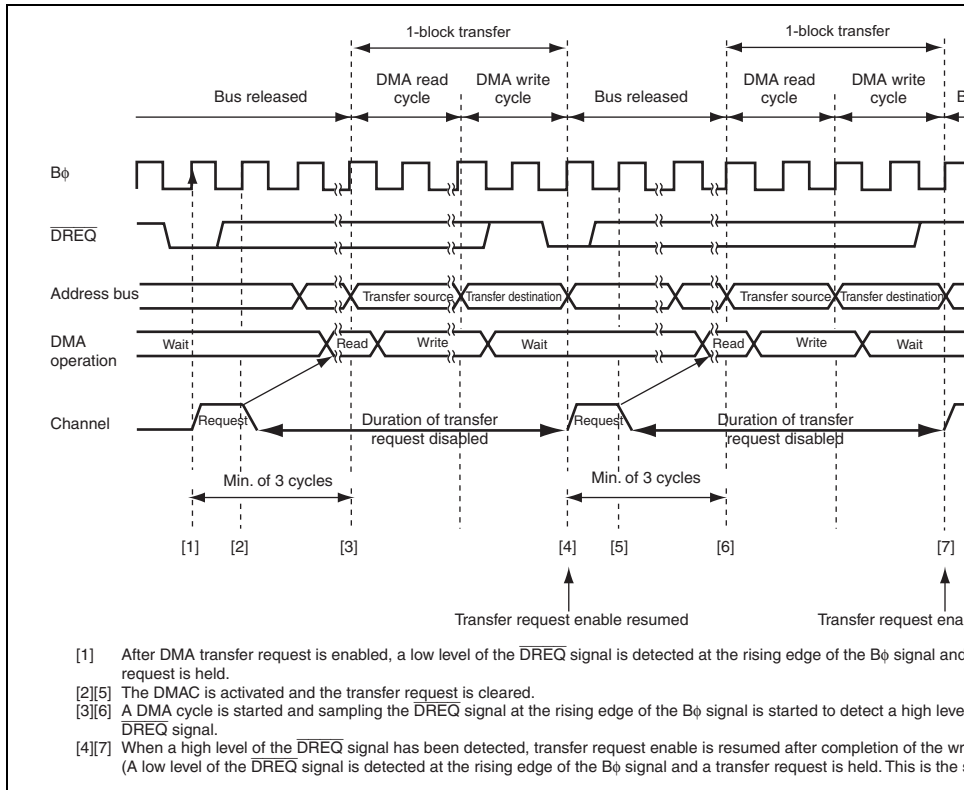 1-block transfer 1-block transfer
DMA read DMA write DMA read DMA write
Bus released cycle cycle Bus released cycle cycle B
Bϕ
DREQ
Address bus Transfer source Transfer destination Transfer source Transfer destination
DMA operation Wait Read Write Wait Read Write Wait
Channel Request Duration of transfer request disabled Request Duration of transfer request disabled
Min. of 3 cycles Min. of 3 cycles
[1] [2] [3] [4] [5] [6] [7]
Transfer request enable resumed Transfer request ena
[1] After DMA transfer request is enabled, a low level of the DREQ signal is detected at the rising edge of the Bϕ signal and
request is held.
[2][5] The DMAC is activated and the transfer request is cleared.
[3][6] A DMA cycle is started and sampling the DREQ signal at the rising edge of the Bϕ signal is started to detect a high leve
DREQ signal.
[4][7] When a high level of the DREQ signal has been detected, transfer request enable is resumed after completion of the wr
(A low level of the DREQ signal is detected at the rising edge of the Bϕ signal and a transfer request is held. This is the s